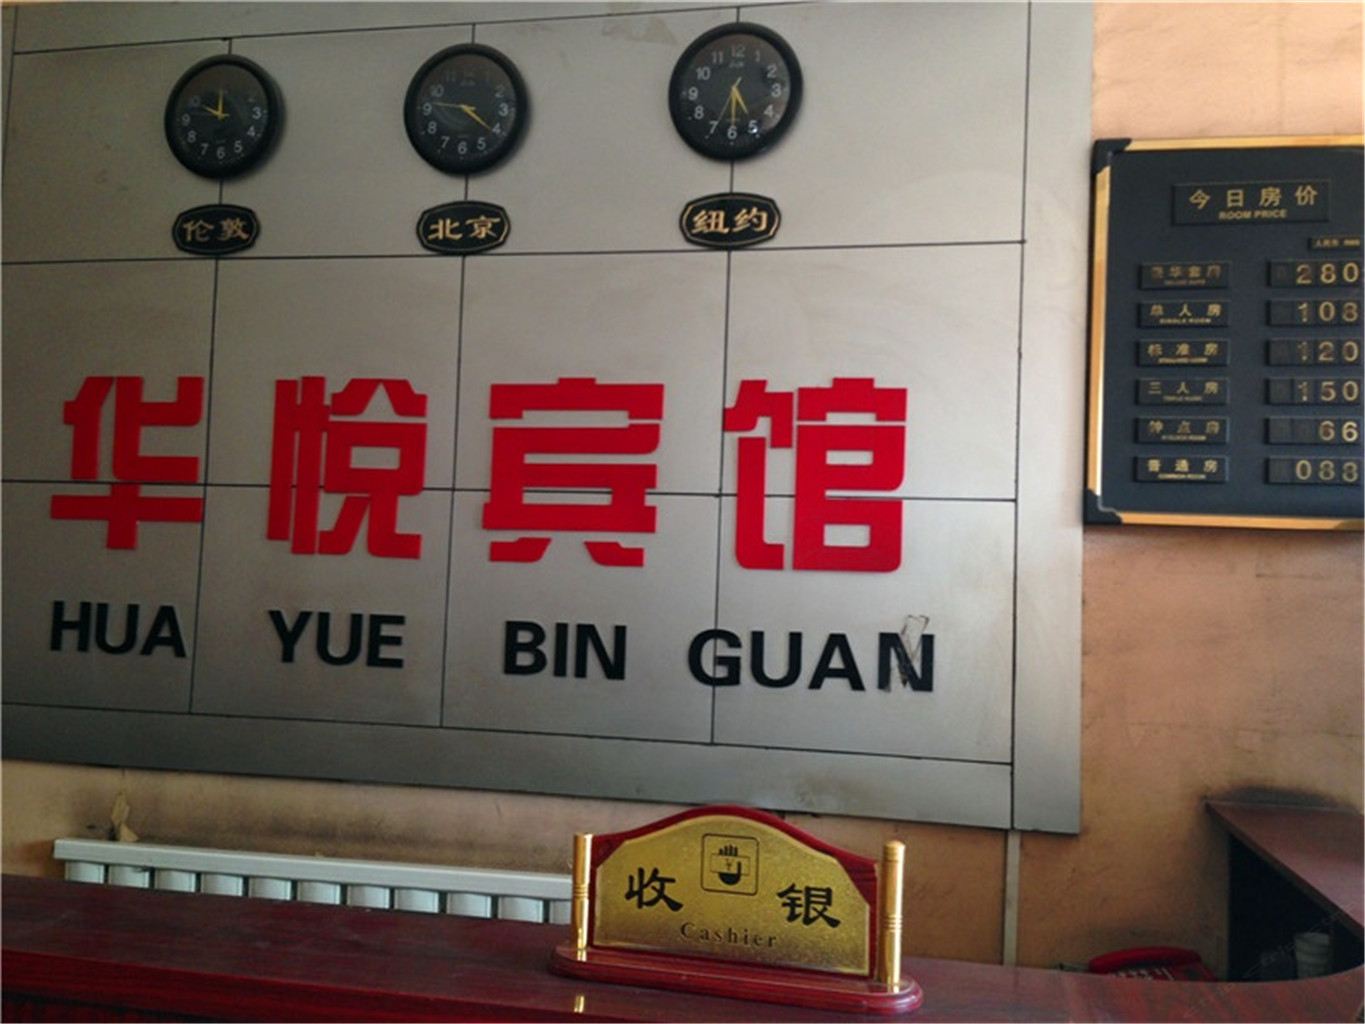 伦敦
北京
纽约
今日房价
ROOM PRICE
豪华套房 280
单人房 108
SINGLE ROOM
标准房 120
三人房 150
钟点房 66
普通房 088
COMMON ROOM
华悦宾馆
HUA YUE BIN GUAN
收银
Cashier